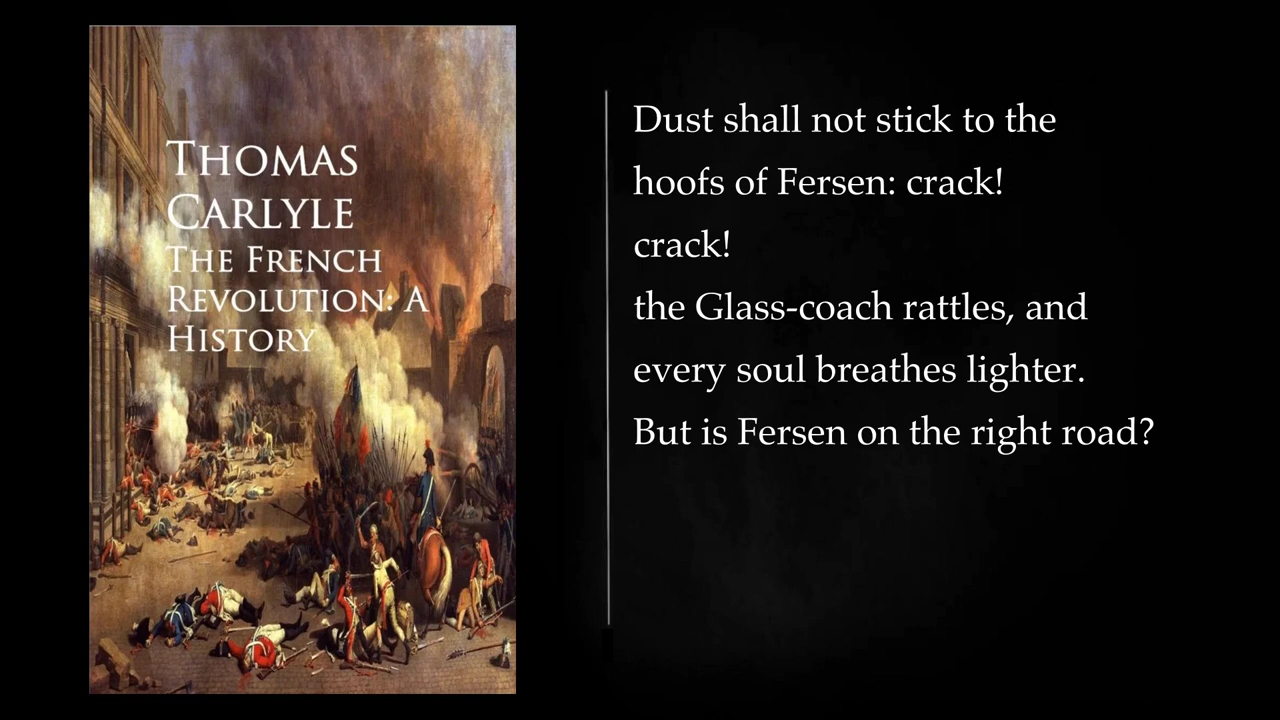 THOMAS
CARLYLE
THE FRENCH
REVOLUTION: A
HISTORY
Dust shall not stick to the
hoofs of Fersen: crack!
crack!
the Glass-coach rattles, and
every soul breathes lighter.
But is Fersen on the right road?